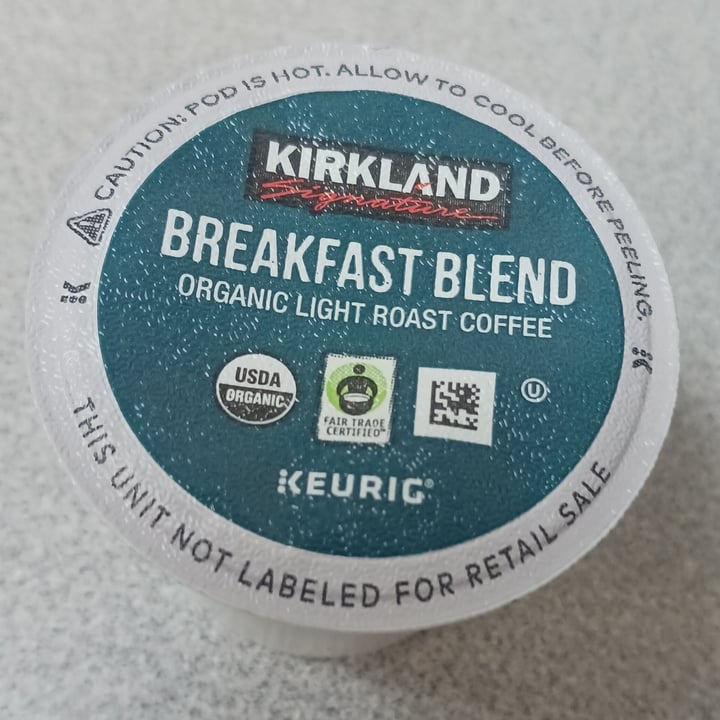 CAUTION: POD IS HOT. ALLOW TO COOL BEFORE PEELING.
KIRKLAND
Signature
BREAKFAST BLEND
ORGANIC LIGHT ROAST COFFEE
USDA
ORGANIC
FAIR TRADE
CERTIFIED™
U
KEURIG®
THIS UNIT NOT LABELED FOR RETAIL SALE